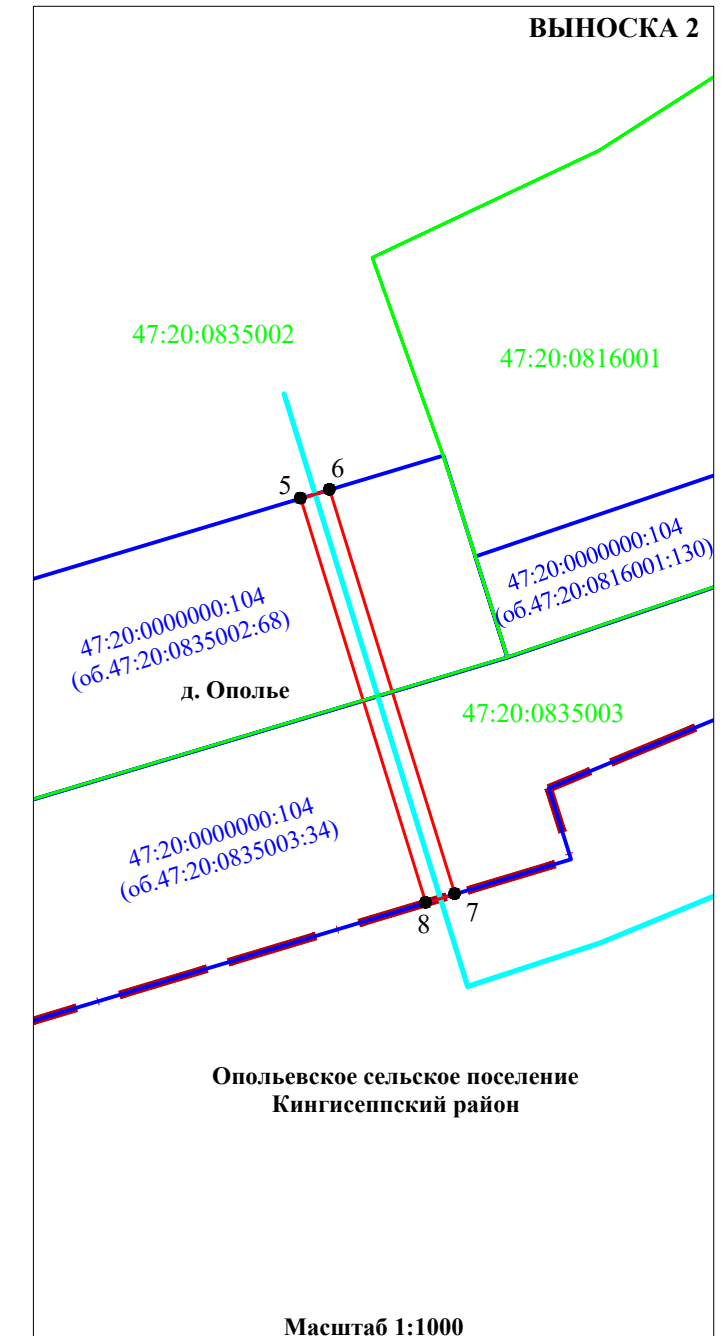 ВЫНОСКА 2
47:20:0835002
47:20:0816001
6
5
47:20:0000000:104
(об.47:20:0816001:130)
47:20:0000000:104
(об.47:20:0835002:68)
д. Ополье
47:20:0835003
47:20:0000000:104
(об.47:20:0835003:34)
7
8
Опольевское сельское поселение
Кингисеппский район
Масштаб 1:1000